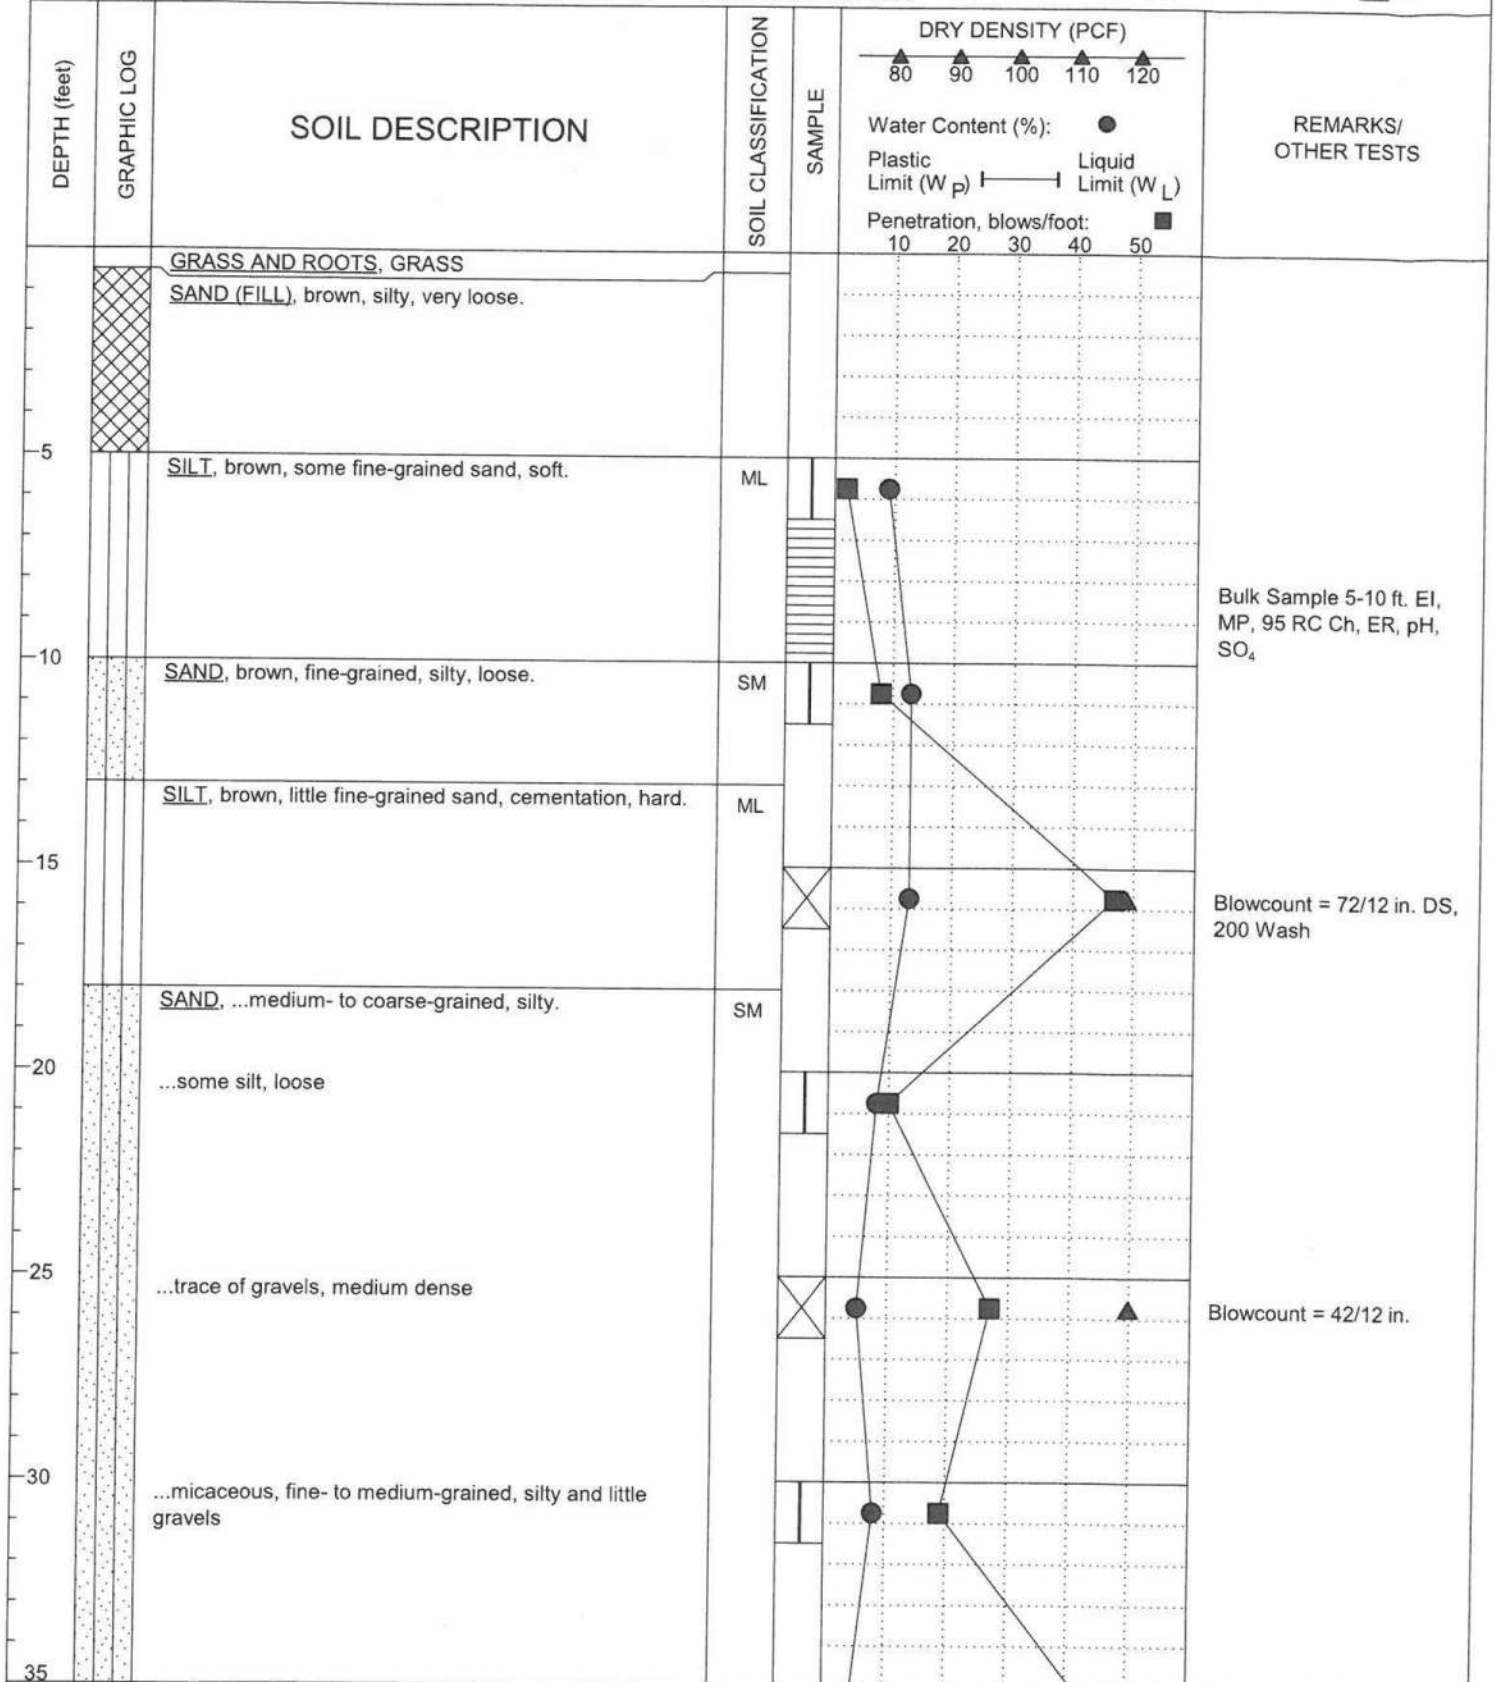 DEPTH (feet)
GRAPHIC LOG
SOIL DESCRIPTION
SOIL CLASSIFICATION
SAMPLE
DRY DENSITY (PCF)
80 90 100 110 120
Water Content (%):
Plastic
Limit (W P)
Liquid
Limit (W L)
Penetration, blows/foot:
10 20 30 40 50
REMARKS/
OTHER TESTS
GRASS AND ROOTS, GRASS
SAND (FILL), brown, silty, very loose.
5
SILT, brown, some fine-grained sand, soft.
ML
Bulk Sample 5-10 ft. EI,
MP, 95 RC Ch, ER, pH,
SO₄
10
SAND, brown, fine-grained, silty, loose.
SM
SILT, brown, little fine-grained sand, cementation, hard.
ML
15
Blowcount = 72/12 in. DS,
200 Wash
SAND, ...medium- to coarse-grained, silty.
SM
20
...some silt, loose
25
...trace of gravels, medium dense
Blowcount = 42/12 in.
30
...micaceous, fine- to medium-grained, silty and little
gravels
35